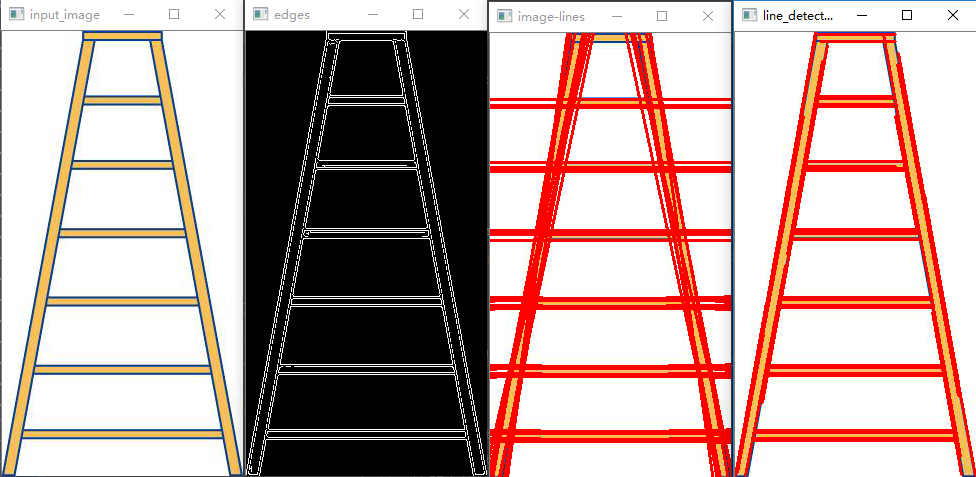 input_image
edges
image-lines
line_detect...